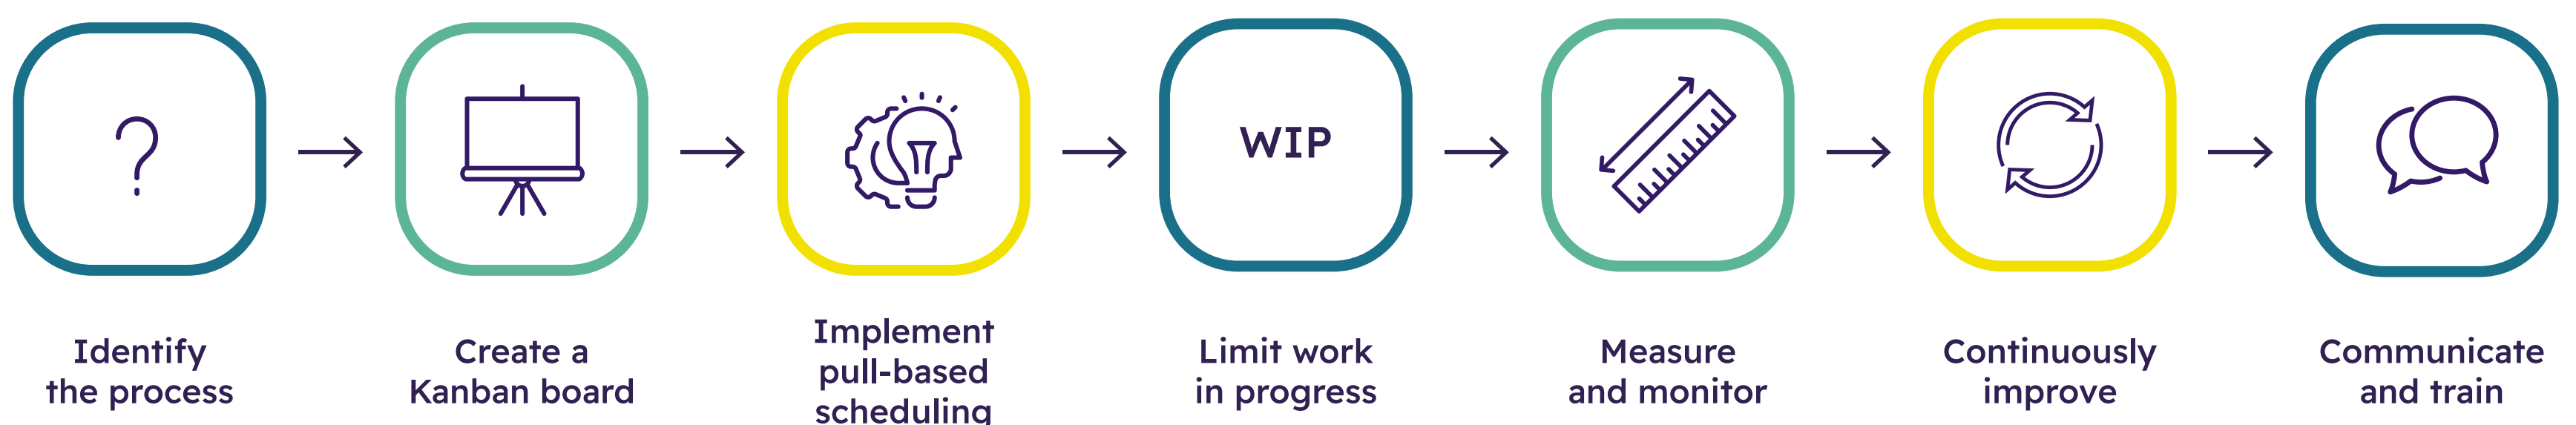 WIP
Identify
the process
Create a
Kanban board
Implement
pull-based
scheduling
Limit work
in progress
Measure
and monitor
Continuously
improve
Communicate
and train